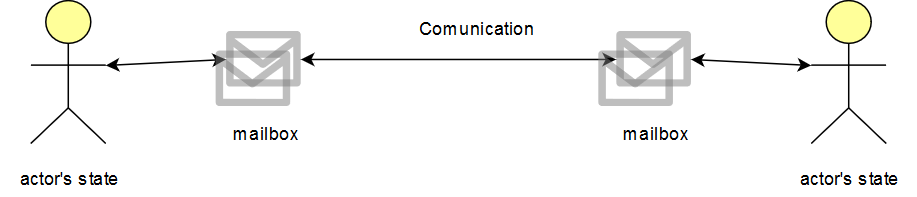 Comunication
mailbox
mailbox
actor's state
actor's state